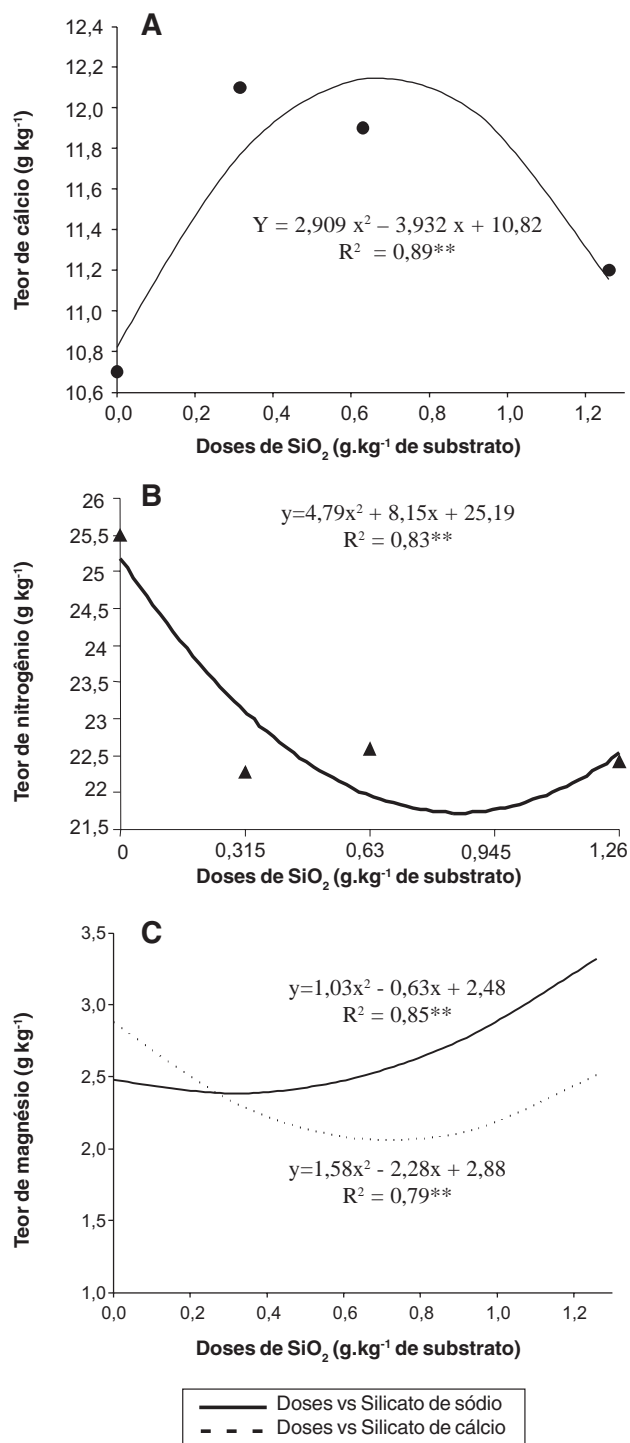 A
Teor de cálcio (g kg⁻¹)
12,4
12,2
12,0
11,8
11,6
11,4
11,2
11,0
10,8
10,6
Y = 2,909 x² – 3,932 x + 10,82
R² = 0,89**
0,0 0,2 0,4 0,6 0,8 1,0 1,2
Doses de SiO₂ (g.kg⁻¹ de substrato)
B
Teor de nitrogênio (g kg⁻¹)
26
25,5
25
24,5
24
23,5
23
22,5
22
21,5
y=4,79x² + 8,15x + 25,19
R² = 0,83**
0 0,315 0,63 0,945 1,26
Doses de SiO₂ (g.kg⁻¹ de substrato)
C
Teor de magnésio (g kg⁻¹)
3,5
3,0
2,5
2,0
1,5
1,0
y=1,03x² - 0,63x + 2,48
R² = 0,85**
y=1,58x² - 2,28x + 2,88
R² = 0,79**
0,0 0,2 0,4 0,6 0,8 1,0 1,2
Doses de SiO₂ (g.kg⁻¹ de substrato)
Doses vs Silicato de sódio
Doses vs Silicato de cálcio